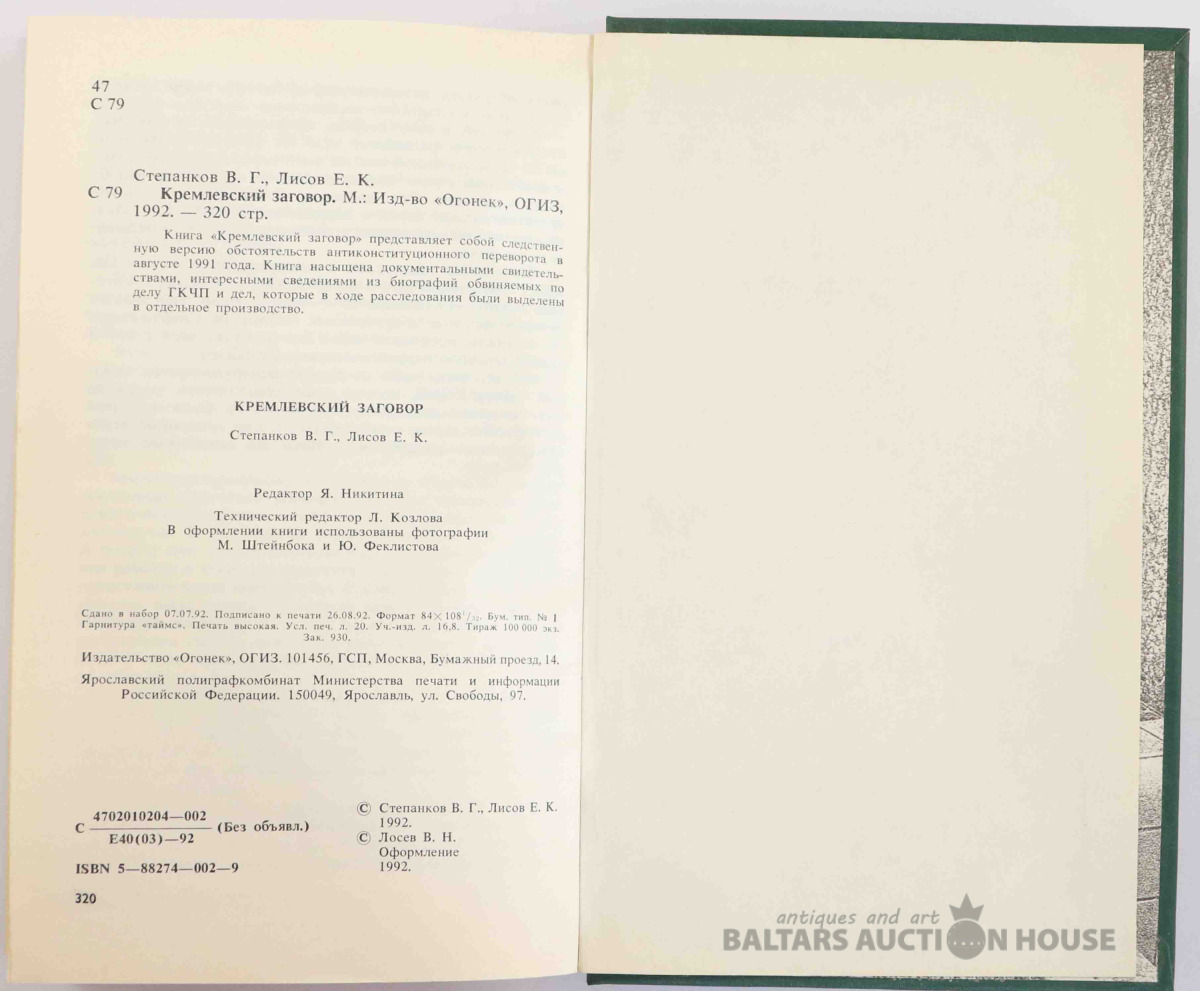 47
С 79
Степанков В. Г., Лисов Е. К.
С 79 Кремлевский заговор. М.: Изд-во «Огонек», ОГИЗ,
1992. — 320 стр.
Книга «Кремлевский заговор» представляет собой следствен-
ную версию обстоятельств антиконституционного переворота в
августе 1991 года. Книга насыщена документальными свидетель-
ствами, интересными сведениями из биографий обвиняемых по
делу ГКЧП и дел, которые в ходе расследования были выделены
в отдельное производство.
КРЕМЛЕВСКИЙ ЗАГОВОР
Степанков В. Г., Лисов Е. К.
Редактор Я. Никитина
Технический редактор Л. Козлова
В оформлении книги использованы фотографии
М. Штейнбока и Ю. Феклистова
Сдано в набор 07.07.92. Подписано к печати 26.08.92. Формат 84×108¹/₃₂. Бум. тип. № 1
Гарнитура «таймс». Печать высокая. Усл. печ. л. 20. Уч.-изд. л. 16,8. Тираж 100 000 экз.
Зак. 930.
Издательство «Огонек», ОГИЗ. 101456, ГСП, Москва, Бумажный проезд, 14.
Ярославский полиграфкомбинат Министерства печати и информации
Российской Федерации. 150049, Ярославль, ул. Свободы, 97.
С 4702010204—002 (Без объявл.)
Е40(03)—92
ISBN 5—88274—002—9
© Степанков В. Г., Лисов Е. К.
1992.
© Лосев В. Н.
Оформление
1992.
320
antiques and art
BALTARS AUCTION HOUSE